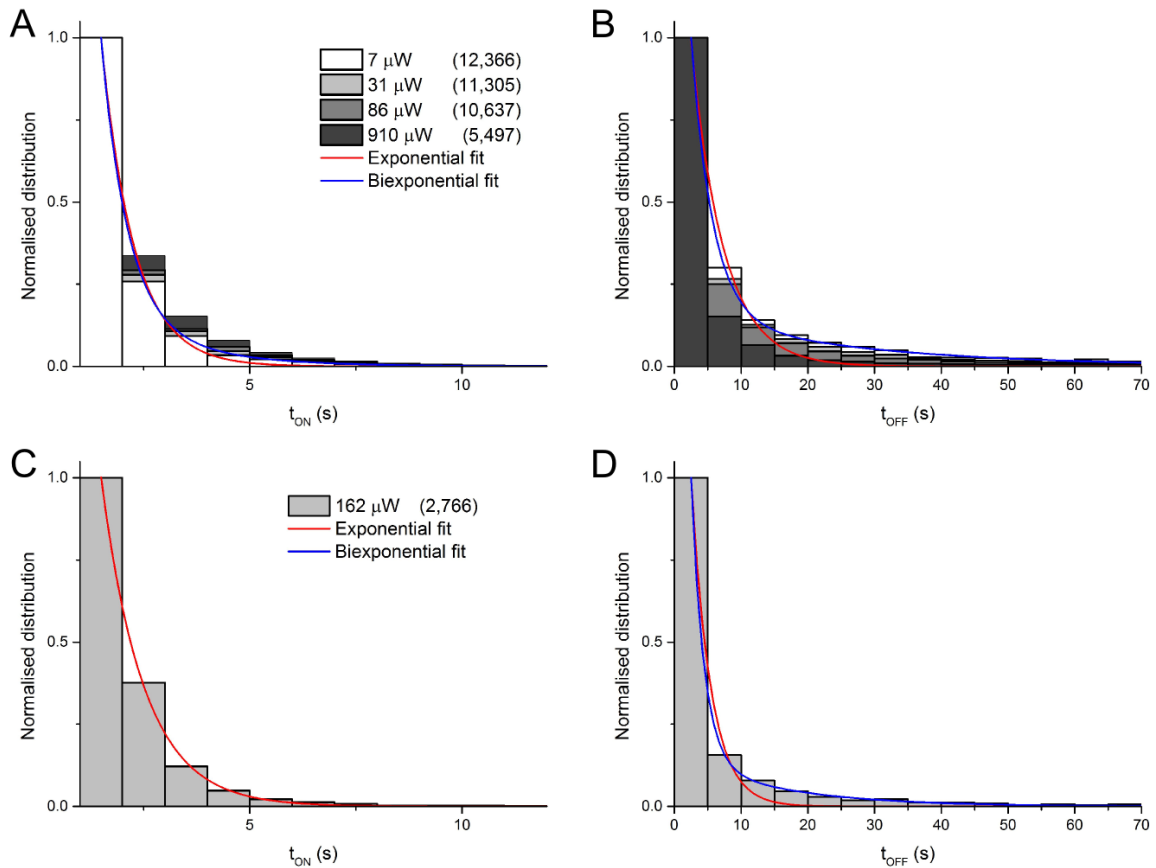 A
1.0
0.5
0.0
Normalised distribution
5
10
t_ON (s)
7 μW (12,366)
31 μW (11,305)
86 μW (10,637)
910 μW (5,497)
Exponential fit
Biexponential fit
B
1.0
0.5
0.0
Normalised distribution
0 10 20 30 40 50 60 70
t_OFF (s)
C
1.0
0.5
0.0
Normalised distribution
5
10
t_ON (s)
162 μW (2,766)
Exponential fit
Biexponential fit
D
1.0
0.5
0.0
Normalised distribution
0 10 20 30 40 50 60 70
t_OFF (s)